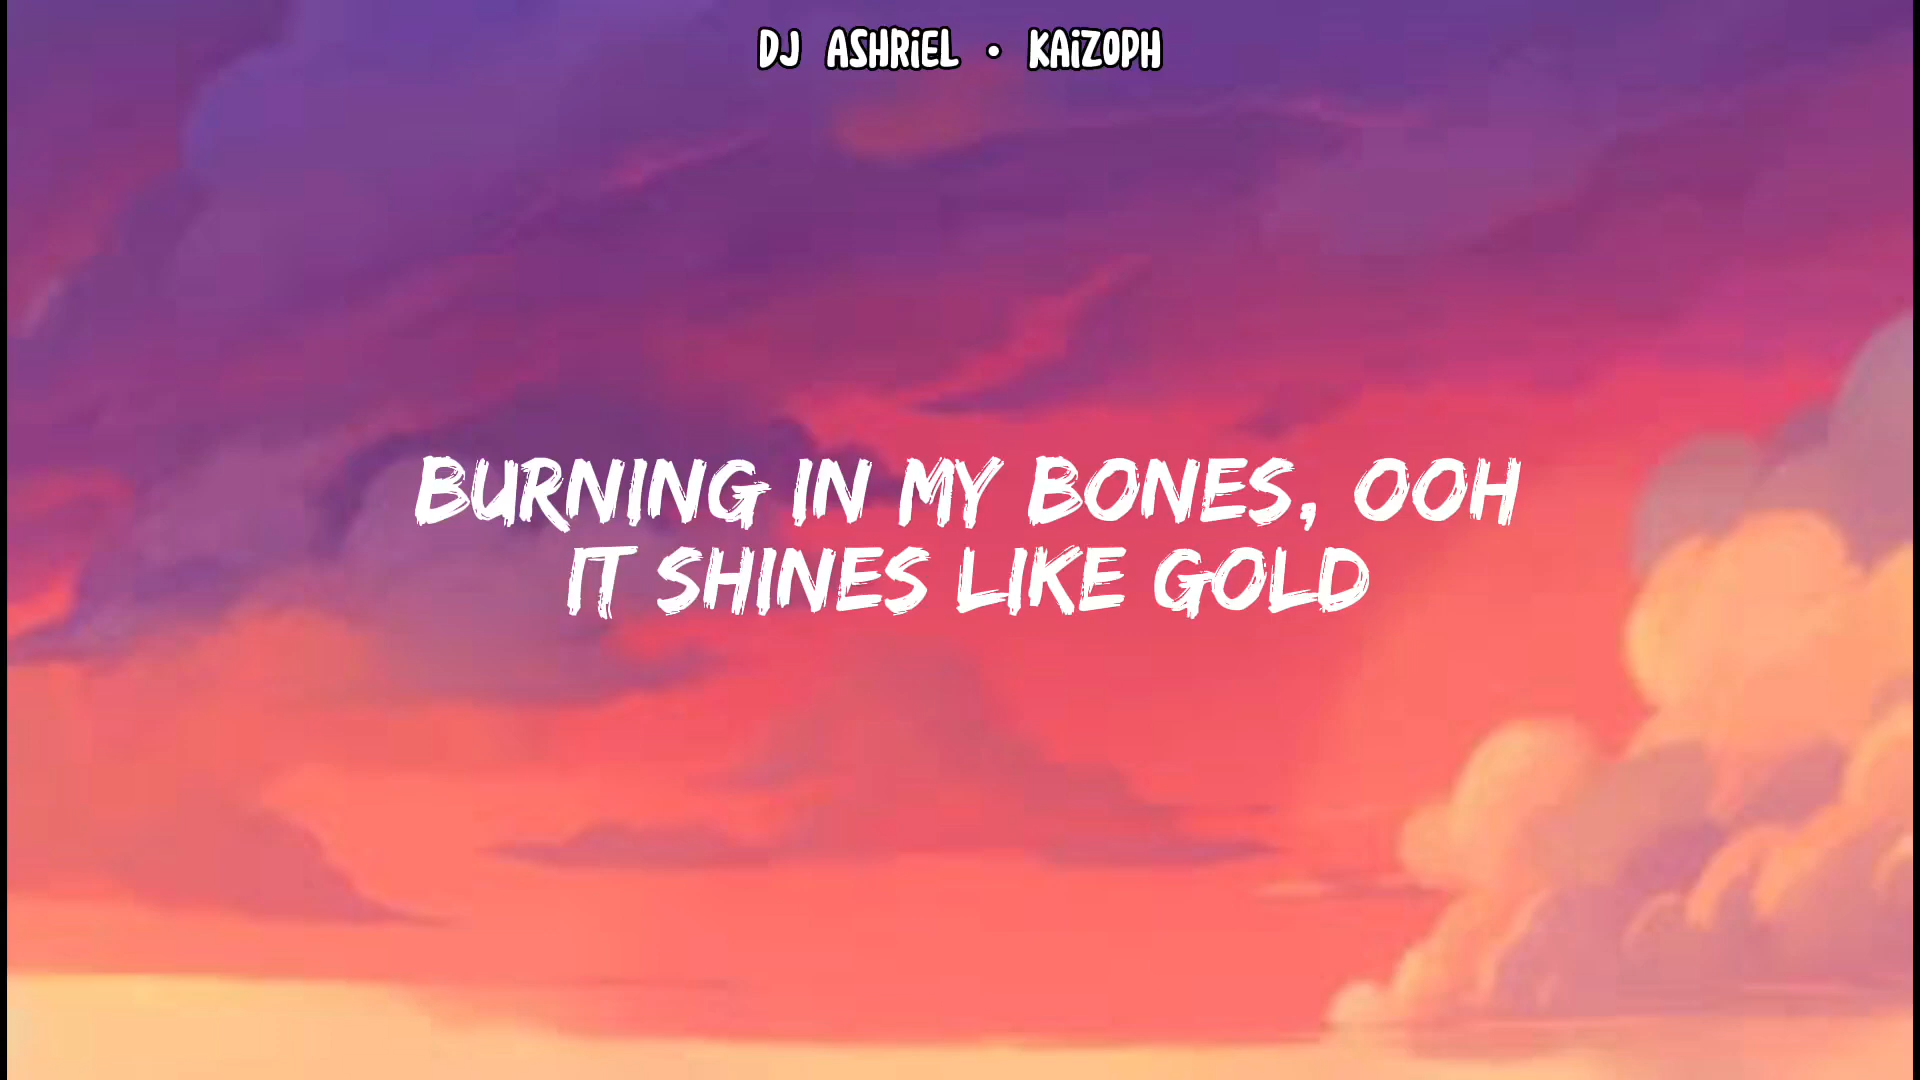 DJ ASHRiEL • KAiZOPH
BURNING IN MY BONES, OOH
IT SHINES LIKE GOLD